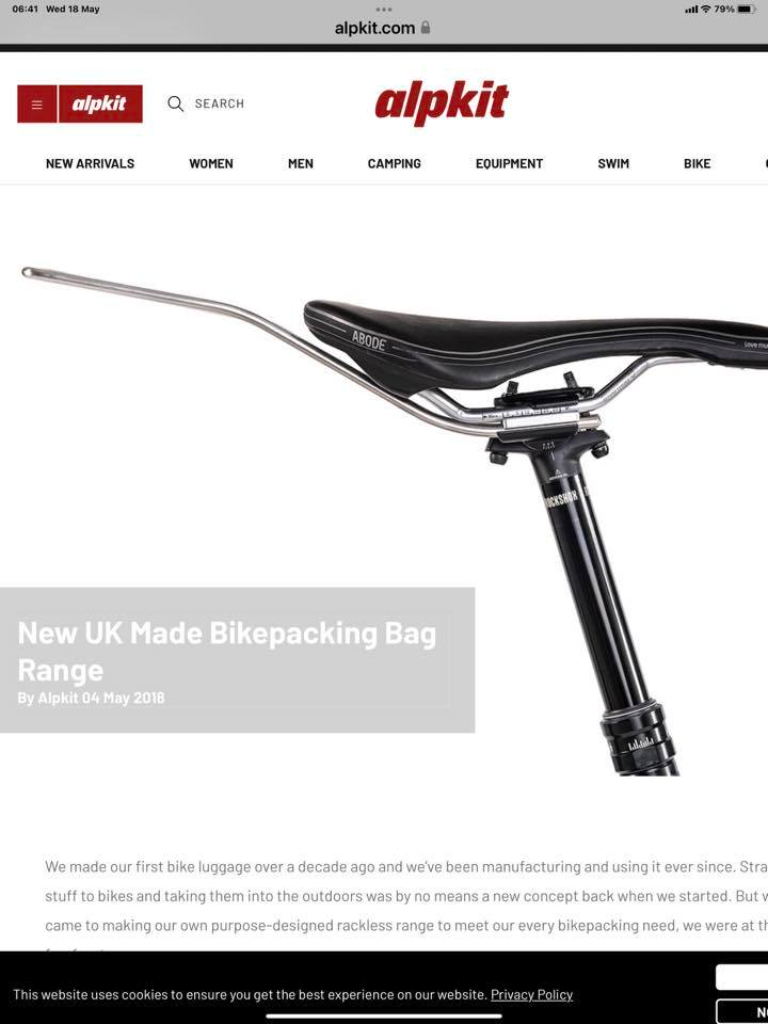 06:41 Wed 18 May
79%
alpkit.com
alpkit
SEARCH
alpkit
NEW ARRIVALS WOMEN MEN CAMPING EQUIPMENT SWIM BIKE
ABODE
Love
New UK Made Bikepacking Bag
Range
By Alpkit 04 May 2018
We made our first bike luggage over a decade ago and we've been manufacturing and using it ever since. Stra
stuff to bikes and taking them into the outdoors was by no means a new concept back when we started. But w
came to making our own purpose-designed rackless range to meet our every bikepacking need, we were at th
This website uses cookies to ensure you get the best experience on our website. Privacy Policy